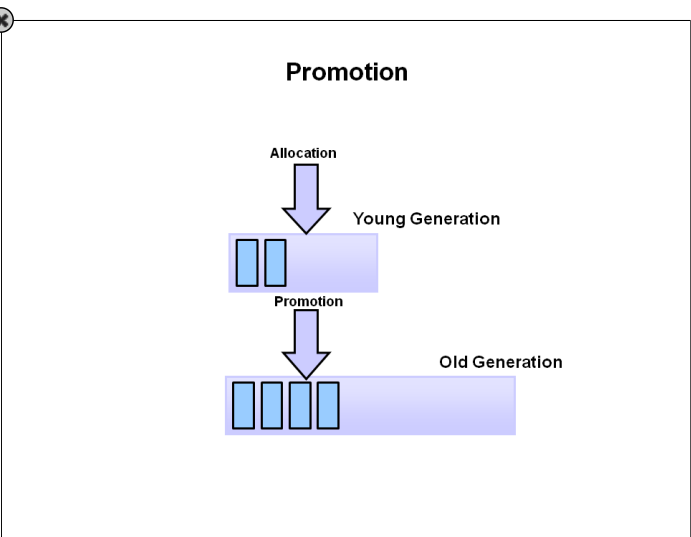 Promotion
Allocation
Young Generation
Promotion
Old Generation